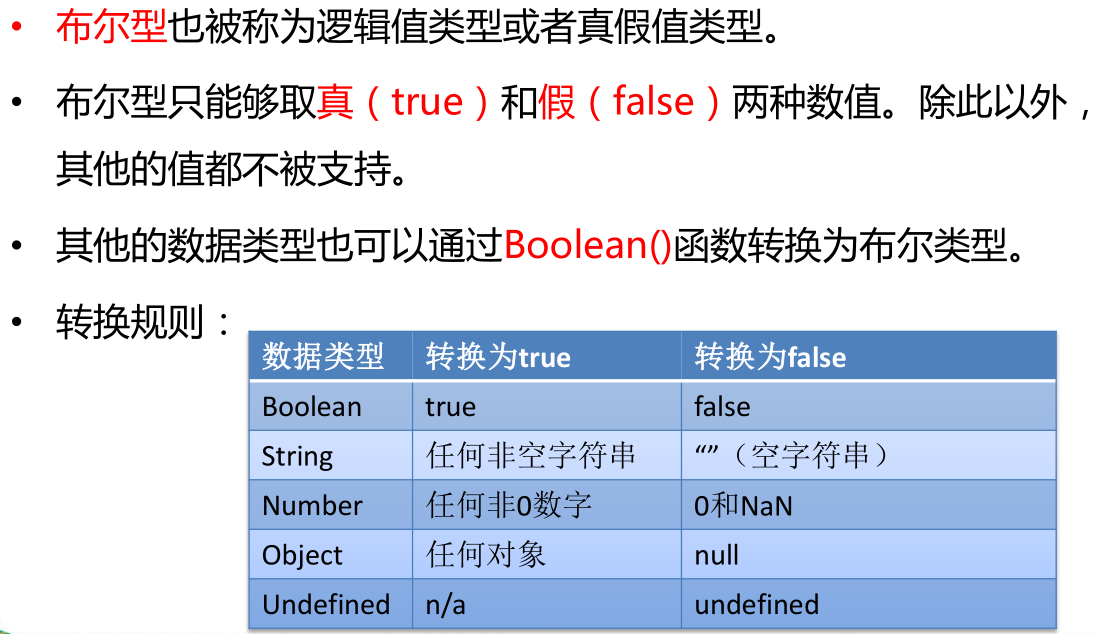 • 布尔型也被称为逻辑值类型或者真假值类型。
• 布尔型只能够取真（true）和假（false）两种数值。除此以外，
其他的值都不被支持。
• 其他的数据类型也可以通过Boolean()函数转换为布尔类型。
• 转换规则：
数据类型 转换为true 转换为false
Boolean true false
String 任何非空字符串 “”（空字符串）
Number 任何非0数字 0和NaN
Object 任何对象 null
Undefined n/a undefined